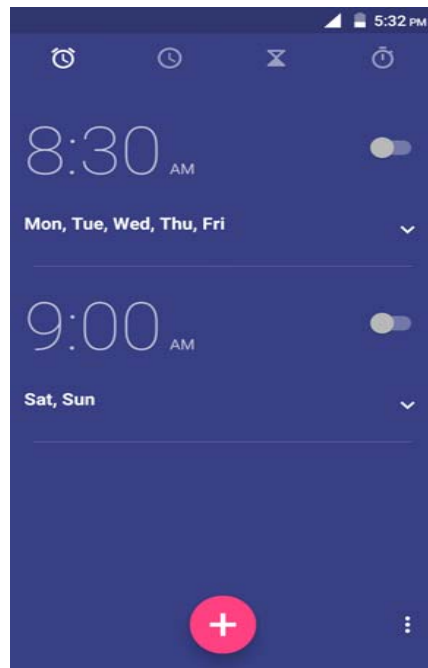 5:32 PM
8:30 AM
Mon, Tue, Wed, Thu, Fri
9:00 AM
Sat, Sun